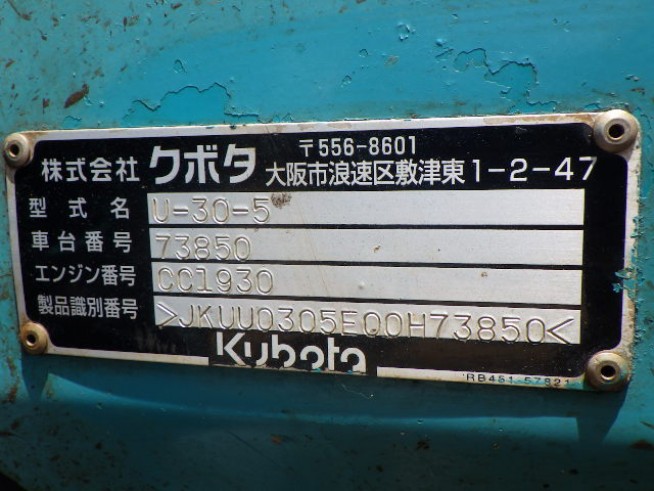 株式会社 クボタ 〒556-8601
大阪市浪速区敷津東1-2-47
型式名 U-30-5
車台番号 73850
エンジン番号 CC1930
製品識別番号 >JKUU0305E00H73850<
Kubota
RB451-57821